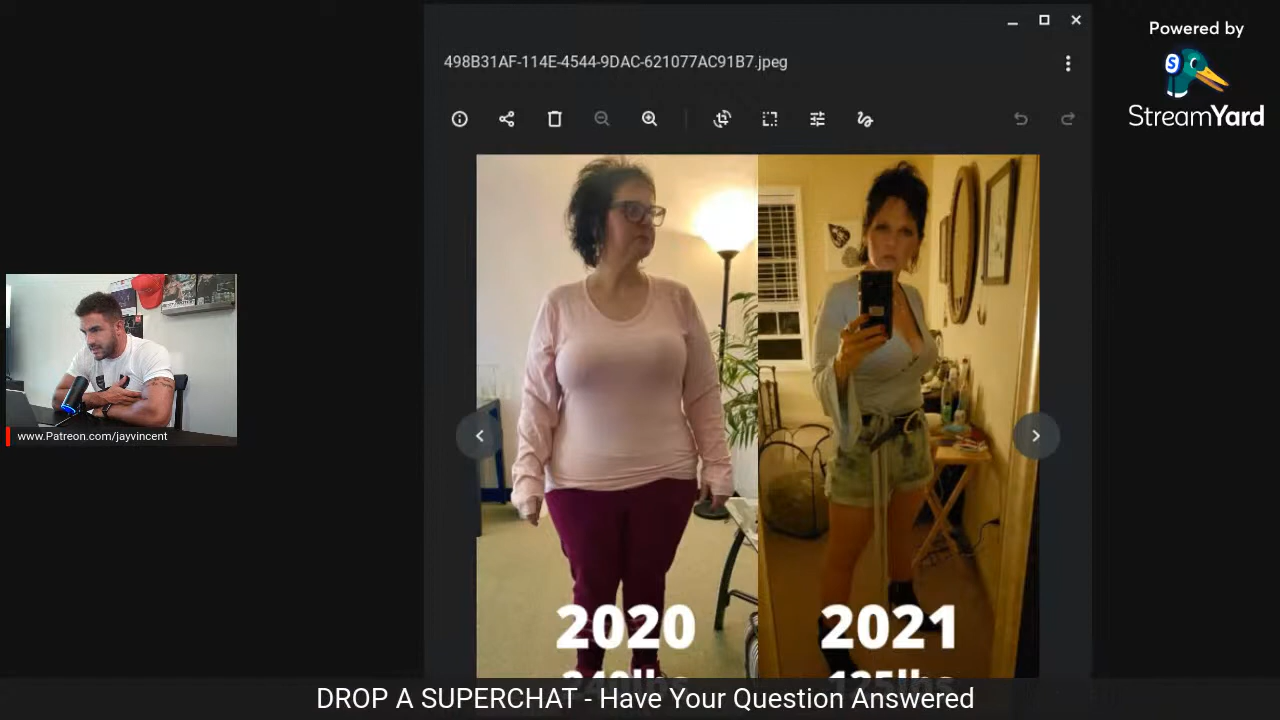 498B31AF-114E-4544-9DAC-621077AC91B7.jpeg
Powered by
StreamYard
www.Patreon.com/jayvincent
2020
2021
DROP A SUPERCHAT - Have Your Question Answered